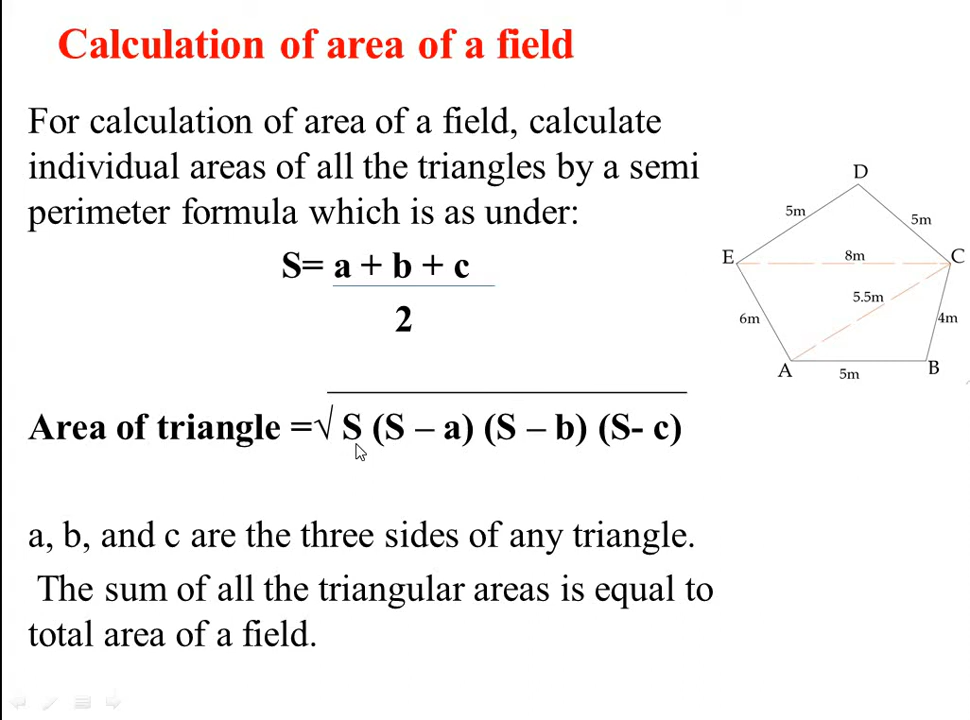 Calculation of area of a field
For calculation of area of a field, calculate
individual areas of all the triangles by a semi
perimeter formula which is as under:
S= a + b + c
2
Area of triangle =√ S (S – a) (S – b) (S- c)
a, b, and c are the three sides of any triangle.
The sum of all the triangular areas is equal to
total area of a field.
D
5m
5m
E
8m
C
5.5m
6m
4m
A
5m
B